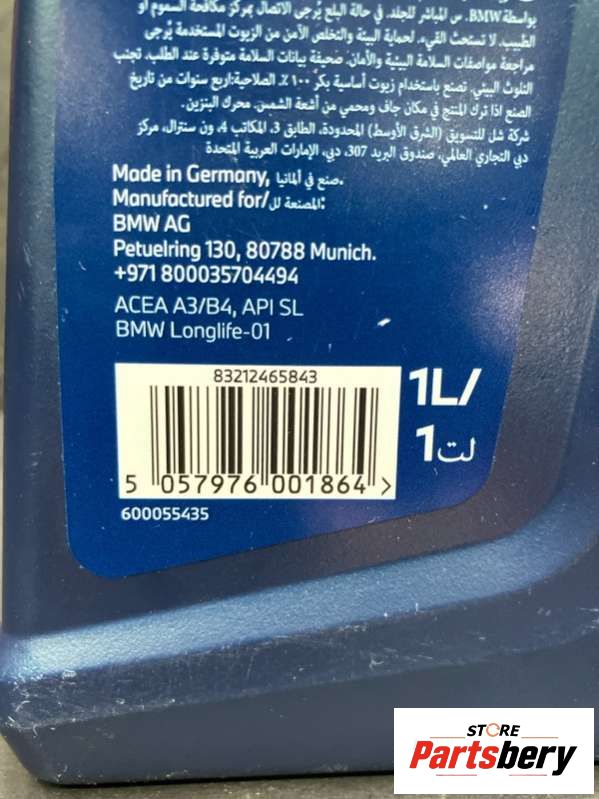 بواسطة BMW. س المباشر للجلد. في حالة البلع يُرجى الاتصال بمركز مكافحة السموم أو
الطبيب. لا تستحث القيء. لحماية البيئة والتخلص الآمن من الزيوت المستخدمة يُرجى
مراجعة مواصفات السلامة البيئية والأمان. صحيفة بيانات السلامة متوفرة عند الطلب. تجنب
التلوث البيئي. تصنع باستخدام زيوت أساسية بكر ١٠٠٪. الصلاحية:اربع سنوات من تاريخ
الصنع اذا ترك المنتج في مكان جاف ومحمي من أشعة الشمس. محرك البنزين.
شركة شل للتسويق (الشرق الأوسط) المحدودة، الطابق 3، المكاتب 4، ون سنترال، مركز
دبي التجاري العالمي، صندوق البريد 307، دبي، الإمارات العربية المتحدة
Made in Germany, صنع في ألمانيا.
Manufactured for/المصنعة لل:
BMW AG
Petuelring 130, 80788 Munich.
+971 800035704494
ACEA A3/B4, API SL
BMW Longlife-01
83212465843
5 057976 001864 >
600055435
1L/
1 لت
STORE
Partsbery